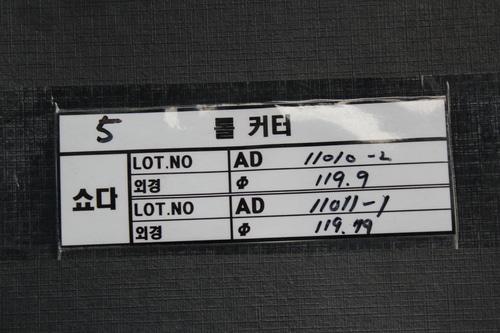 5 롤 커터
쇼다
LOT.NO AD 11010-2
외경 Φ 119.9
LOT.NO AD 11011-1
외경 Φ 119.79